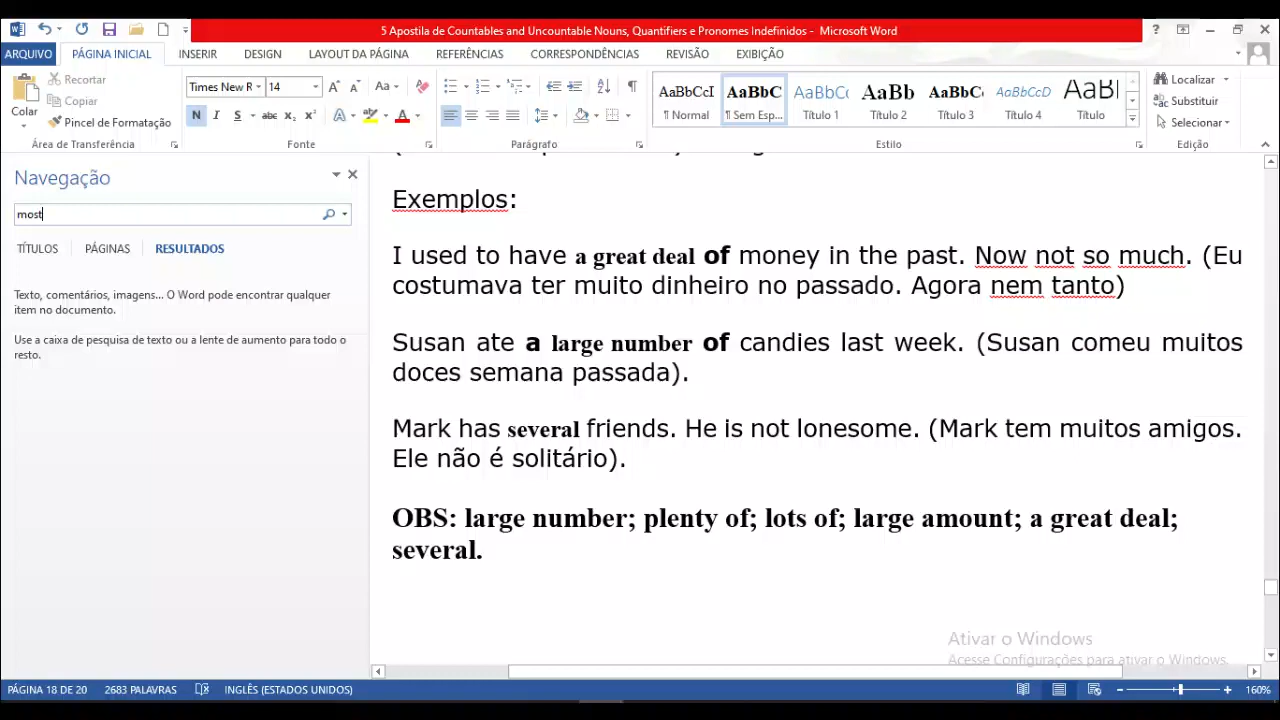 5 Apostila de Countables and Uncountable Nouns, Quantifiers e Pronomes Indefinidos - Microsoft Word
ARQUIVO PÁGINA INICIAL INSERIR DESIGN LAYOUT DA PÁGINA REFERÊNCIAS CORRESPONDÊNCIAS REVISÃO EXIBIÇÃO
Colar
Recortar
Copiar
Pincel de Formatação
Área de Transferência
Times New R 14
N I S abc x₂ x²
Fonte
Parágrafo
AaBbCcI AaBbC AaBbCc AaBb AaBbC AaBbCcD AaBb
¶ Normal ¶ Sem Esp... Título 1 Título 2 Título 3 Título 4 Título
Estilo
Localizar
Substituir
Selecionar
Edição
Navegação
most
TÍTULOS PÁGINAS RESULTADOS
Texto, comentários, imagens... O Word pode encontrar qualquer
item no documento.
Use a caixa de pesquisa de texto ou a lente de aumento para todo o
resto.
Exemplos:
I used to have a great deal of money in the past. Now not so much. (Eu
costumava ter muito dinheiro no passado. Agora nem tanto)
Susan ate a large number of candies last week. (Susan comeu muitos
doces semana passada).
Mark has several friends. He is not lonesome. (Mark tem muitos amigos.
Ele não é solitário).
OBS: large number; plenty of; lots of; large amount; a great deal;
several.
Ativar o Windows
Acesse Configurações para ativar o Windows.
PÁGINA 18 DE 20 2683 PALAVRAS INGLÊS (ESTADOS UNIDOS) 160%